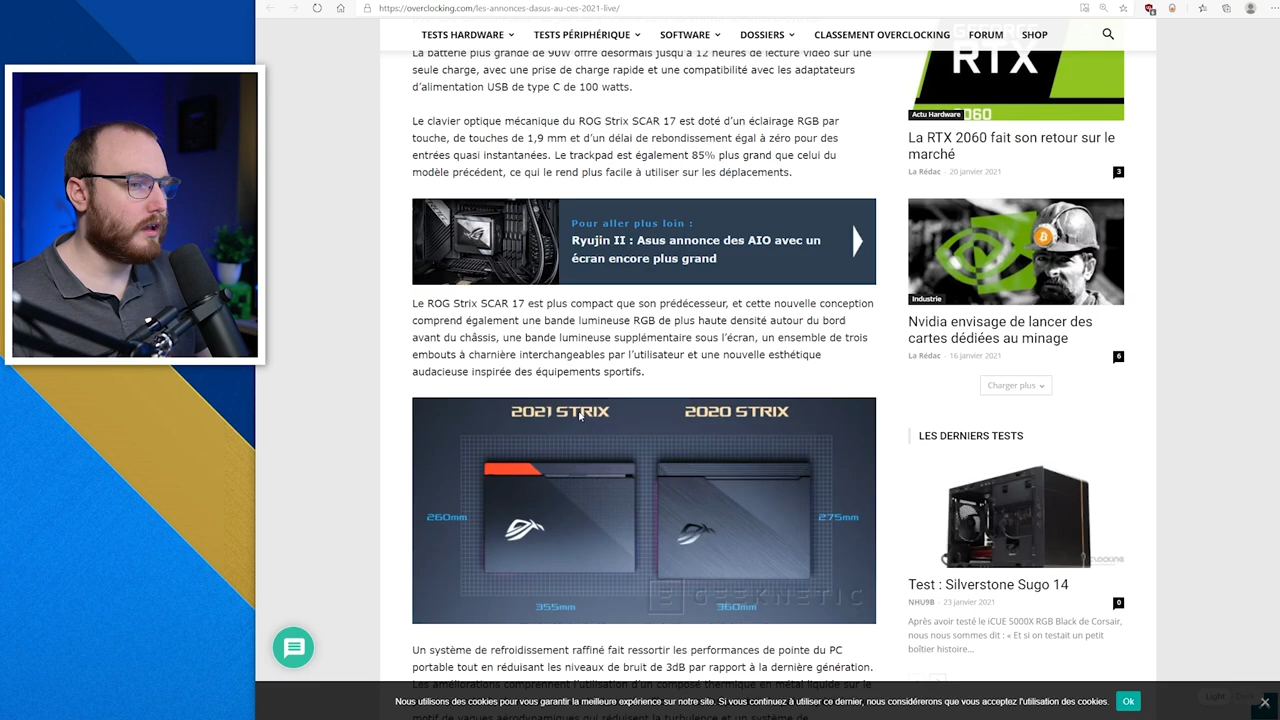 https://overclocking.com/les-annonces-dasus-au-ces-2021-live/
TESTS HARDWARE
TESTS PÉRIPHÉRIQUE
SOFTWARE
DOSSIERS
CLASSEMENT OVERCLOCKING
FORUM
SHOP
La batterie plus grande de 90W offre désormais jusqu'à 12 heures de lecture vidéo sur une
seule charge, avec une prise de charge rapide et une compatibilité avec les adaptateurs
d'alimentation USB de type C de 100 watts.
Le clavier optique mécanique du ROG Strix SCAR 17 est doté d'un éclairage RGB par
touche, de touches de 1,9 mm et d'un délai de rebondissement égal à zéro pour des
entrées quasi instantanées. Le trackpad est également 85% plus grand que celui du
modèle précédent, ce qui le rend plus facile à utiliser sur les déplacements.
Pour aller plus loin :
Ryujin II : Asus annonce des AIO avec un
écran encore plus grand
Le ROG Strix SCAR 17 est plus compact que son prédécesseur, et cette nouvelle conception
comprend également une bande lumineuse RGB de plus haute densité autour du bord
avant du châssis, une bande lumineuse supplémentaire sous l'écran, un ensemble de trois
embouts à charnière interchangeables par l'utilisateur et une nouvelle esthétique
audacieuse inspirée des équipements sportifs.
2021 STRIX
2020 STRIX
260mm
275mm
355mm
360mm
GEEKNETIC
Un système de refroidissement raffiné fait ressortir les performances de pointe du PC
portable tout en réduisant les niveaux de bruit de 3dB par rapport à la dernière génération.
Les améliorations comprennent l'utilisation d'un composé thermique en métal liquide sur le
RTX
2060
Actu Hardware
La RTX 2060 fait son retour sur le
marché
La Rédac - 20 janvier 2021
3
Industrie
Nvidia envisage de lancer des
cartes dédiées au minage
La Rédac - 16 janvier 2021
6
Charger plus
LES DERNIERS TESTS
Test : Silverstone Sugo 14
NHU9B - 23 janvier 2021
0
Après avoir testé le iCUE 5000X RGB Black de Corsair,
nous nous sommes dit : « Et si on testait un petit
boîtier histoire...
Nous utilisons des cookies pour vous garantir la meilleure expérience sur notre site. Si vous continuez à utiliser ce dernier, nous considérerons que vous acceptez l'utilisation des cookies.
Ok
Light
Dark